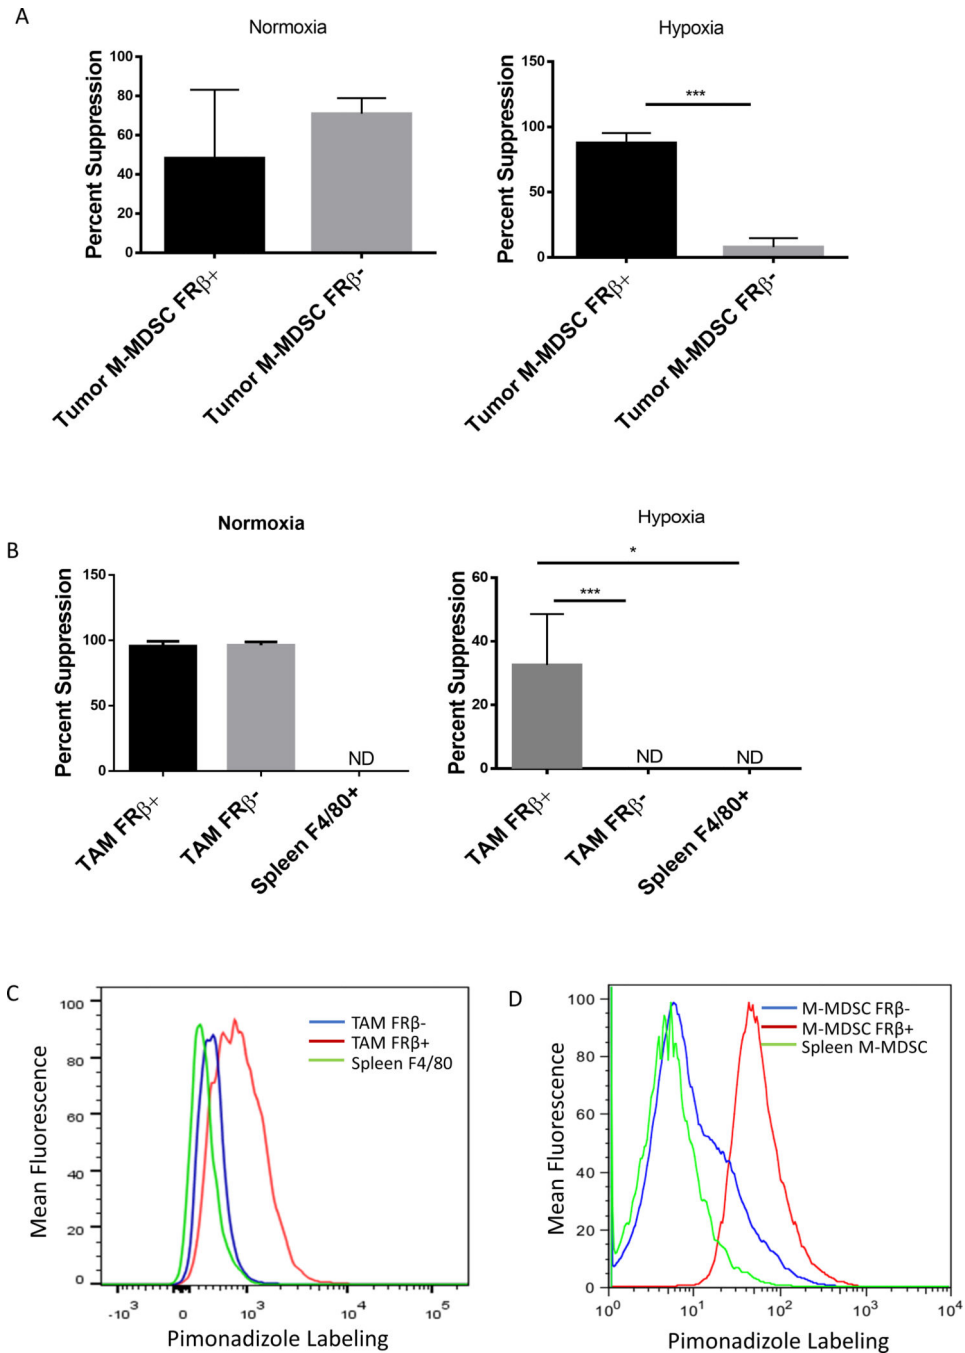 A
Normoxia
Hypoxia
Percent Suppression
100
80
60
40
20
0
Tumor M-MDSC FRβ+
Tumor M-MDSC FRβ-
Percent Suppression
150
100
50
0
***
Tumor M-MDSC FRβ+
Tumor M-MDSC FRβ-
B
Normoxia
Hypoxia
Percent Suppression
150
100
50
0
ND
TAM FRβ+
TAM FRβ-
Spleen F4/80+
Percent Suppression
60
40
20
0
*
***
ND
ND
TAM FRβ+
TAM FRβ-
Spleen F4/80+
C
Mean Fluorescence
100
80
60
40
20
0
TAM FRβ-
TAM FRβ+
Spleen F4/80
-10³ 0 10³ 10⁴ 10⁵
Pimonadizole Labeling
D
Mean Fluorescence
100
80
60
40
20
0
M-MDSC FRβ-
M-MDSC FRβ+
Spleen M-MDSC
10⁰ 10¹ 10² 10³ 10⁴
Pimonadizole Labeling